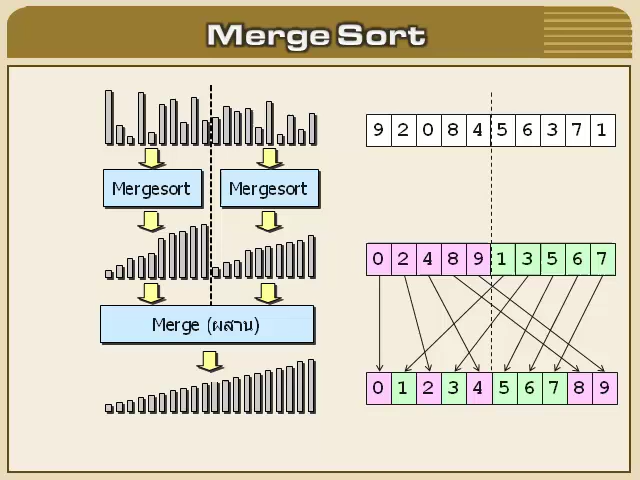 Merge Sort
9 2 0 8 4 5 6 3 7 1
Mergesort Mergesort
0 2 4 8 9 1 3 5 6 7
Merge (ผสาน)
0 1 2 3 4 5 6 7 8 9